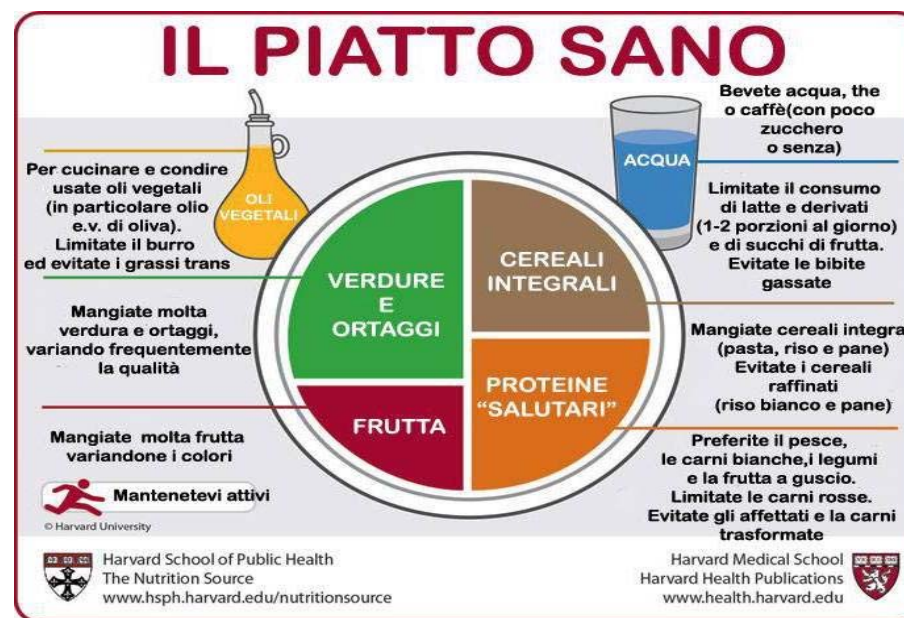 IL PIATTO SANO
Per cucinare e condire
usate oli vegetali
(in particolare olio
e.v. di oliva).
Limitate il burro
ed evitate i grassi trans
OLI
VEGETALI
Mangiate molta
verdura e ortaggi,
variando frequentemente
la qualità
Mangiate molta frutta
variandone i colori
Mantenetevi attivi
© Harvard University
VERDURE
E
ORTAGGI
FRUTTA
CEREALI
INTEGRALI
PROTEINE
“SALUTARI”
ACQUA
Bevete acqua, the
o caffè(con poco
zucchero
o senza)
Limitate il consumo
di latte e derivati
(1-2 porzioni al giorno)
e di succhi di frutta.
Evitate le bibite
gassate
Mangiate cereali integra
(pasta, riso e pane)
Evitate i cereali
raffinati
(riso bianco e pane)
Preferite il pesce,
le carni bianche,i legumi
e la frutta a guscio.
Limitate le carni rosse.
Evitate gli affettati e la carni
trasformate
Harvard School of Public Health
The Nutrition Source
www.hsph.harvard.edu/nutritionsource
Harvard Medical School
Harvard Health Publications
www.health.harvard.edu